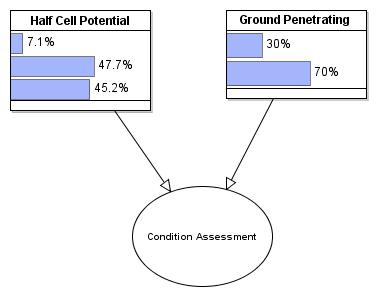 Half Cell Potential
7.1%
47.7%
45.2%
Ground Penetrating
30%
70%
Condition Assessment